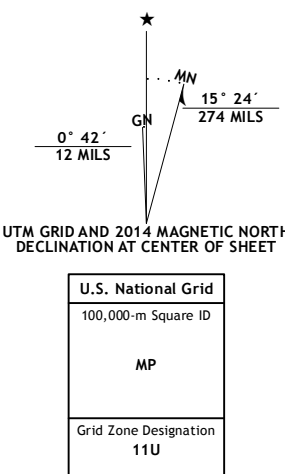 ★
MN
GN
15° 24´
274 MILS
0° 42´
12 MILS
UTM GRID AND 2014 MAGNETIC NORTH
DECLINATION AT CENTER OF SHEET
U.S. National Grid
100,000-m Square ID
MP
Grid Zone Designation
11U